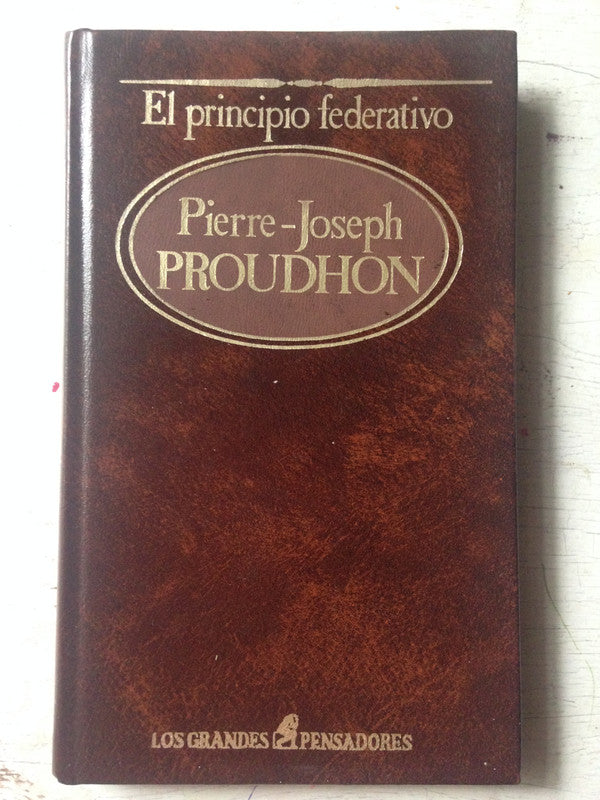 El principio federativo
Pierre-Joseph
PROUDHON
LOS GRANDES PENSADORES